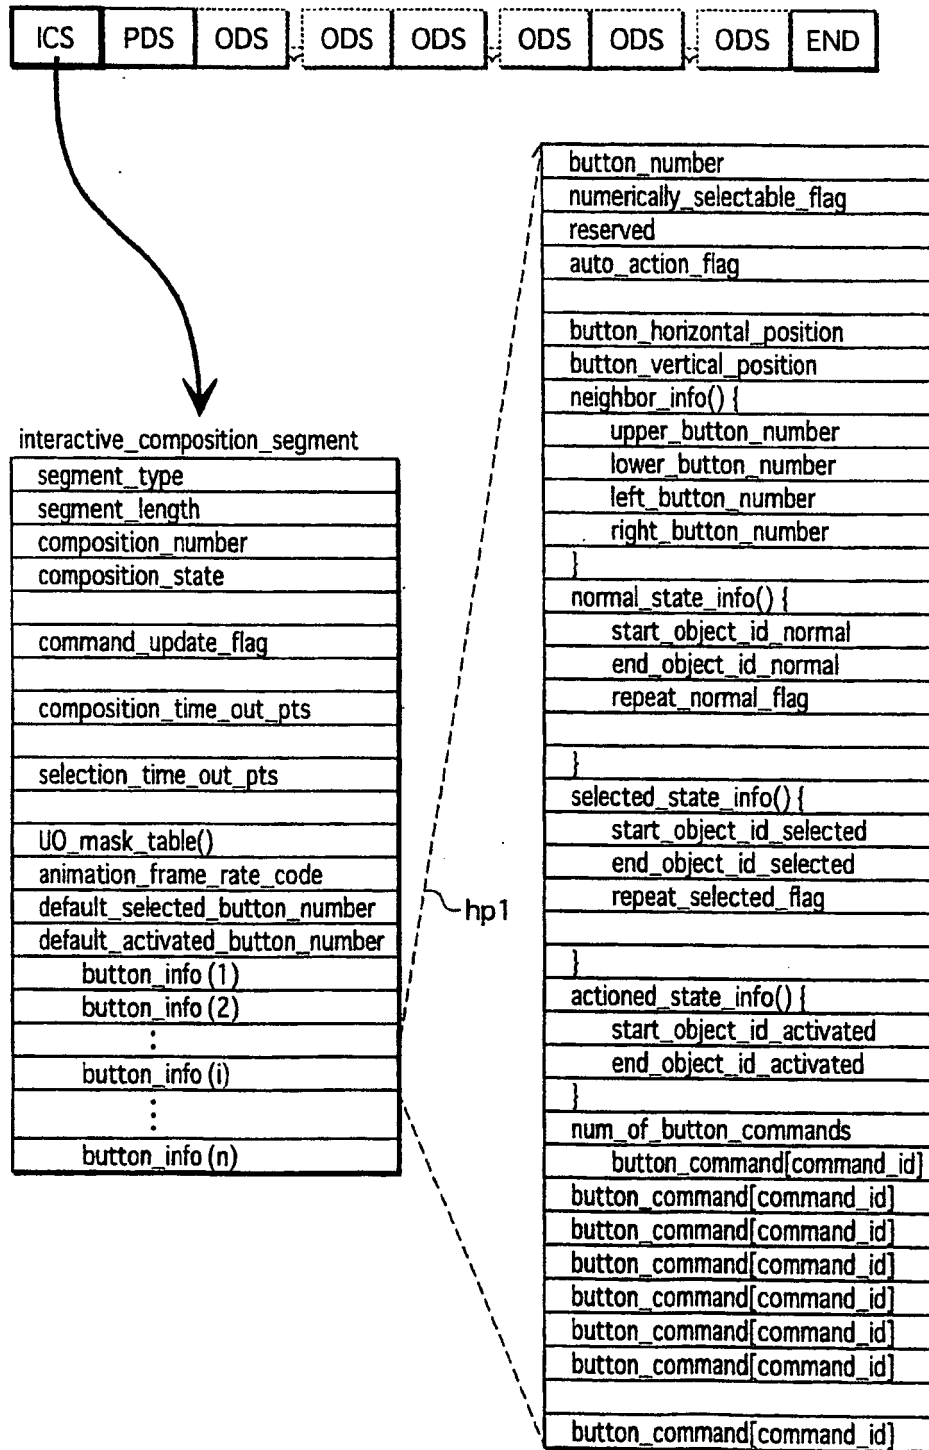 ICS PDS ODS ODS ODS ODS ODS ODS END
interactive_composition_segment
segment_type
segment_length
composition_number
composition_state
command_update_flag
composition_time_out_pts
selection_time_out_pts
UO_mask_table()
animation_frame_rate_code
default_selected_button_number
default_activated_button_number
button_info (1)
button_info (2)
⋮
button_info (i)
⋮
button_info (n)
hp1
button_number
numerically_selectable_flag
reserved
auto_action_flag
button_horizontal_position
button_vertical_position
neighbor_info() {
upper_button_number
lower_button_number
left_button_number
right_button_number
}
normal_state_info() {
start_object_id_normal
end_object_id_normal
repeat_normal_flag
}
selected_state_info() {
start_object_id_selected
end_object_id_selected
repeat_selected_flag
}
actioned_state_info() {
start_object_id_activated
end_object_id_activated
}
num_of_button_commands
button_command[command_id]
button_command[command_id]
button_command[command_id]
button_command[command_id]
button_command[command_id]
button_command[command_id]
button_command[command_id]
button_command[command_id]